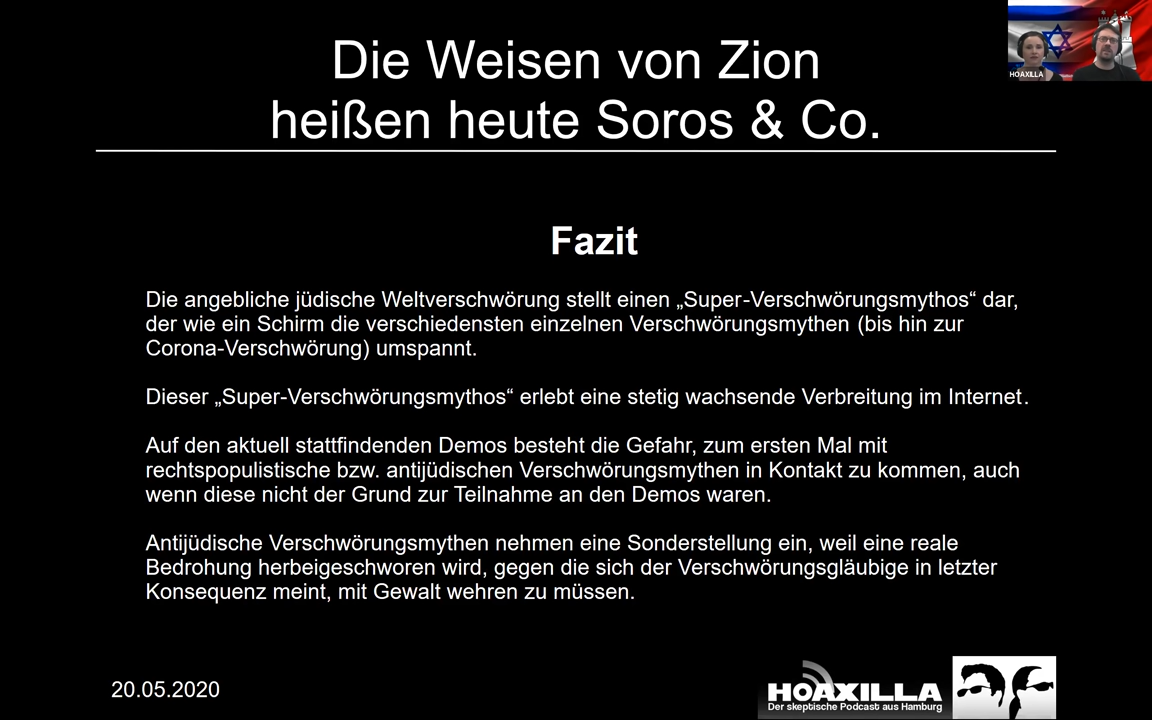 Die Weisen von Zion
heißen heute Soros & Co.
HOAXILLA
Fazit
Die angebliche jüdische Weltverschwörung stellt einen „Super-Verschwörungsmythos“ dar,
der wie ein Schirm die verschiedensten einzelnen Verschwörungsmythen (bis hin zur
Corona-Verschwörung) umspannt.
Dieser „Super-Verschwörungsmythos“ erlebt eine stetig wachsende Verbreitung im Internet.
Auf den aktuell stattfindenden Demos besteht die Gefahr, zum ersten Mal mit
rechtspopulistische bzw. antijüdischen Verschwörungsmythen in Kontakt zu kommen, auch
wenn diese nicht der Grund zur Teilnahme an den Demos waren.
Antijüdische Verschwörungsmythen nehmen eine Sonderstellung ein, weil eine reale
Bedrohung herbeigeschworen wird, gegen die sich der Verschwörungsgläubige in letzter
Konsequenz meint, mit Gewalt wehren zu müssen.
20.05.2020
HOAXILLA
Der skeptische Podcast aus Hamburg